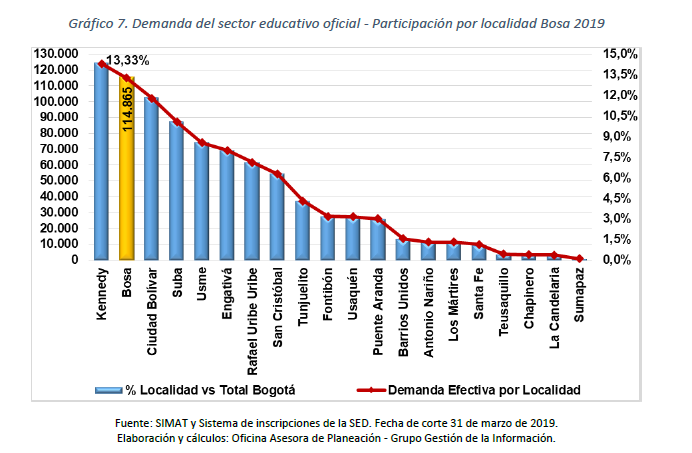 Gráfico 7. Demanda del sector educativo oficial - Participación por localidad Bosa 2019
130.000
120.000
110.000
100.000
90.000
80.000
70.000
60.000
50.000
40.000
30.000
20.000
10.000
0
13,33%
114.865
15,0%
13,5%
12,0%
10,5%
9,0%
7,5%
6,0%
4,5%
3,0%
1,5%
0,0%
Kennedy
Bosa
Ciudad Bolívar
Suba
Usme
Engativá
Rafael Uribe Uribe
San Cristóbal
Tunjuelito
Fontibón
Usaquén
Puente Aranda
Barrios Unidos
Antonio Nariño
Los Mártires
Santa Fe
Teusaquillo
Chapinero
La Candelaria
Sumapaz
% Localidad vs Total Bogotá
Demanda Efectiva por Localidad
Fuente: SIMAT y Sistema de inscripciones de la SED. Fecha de corte 31 de marzo de 2019.
Elaboración y cálculos: Oficina Asesora de Planeación - Grupo Gestión de la Información.